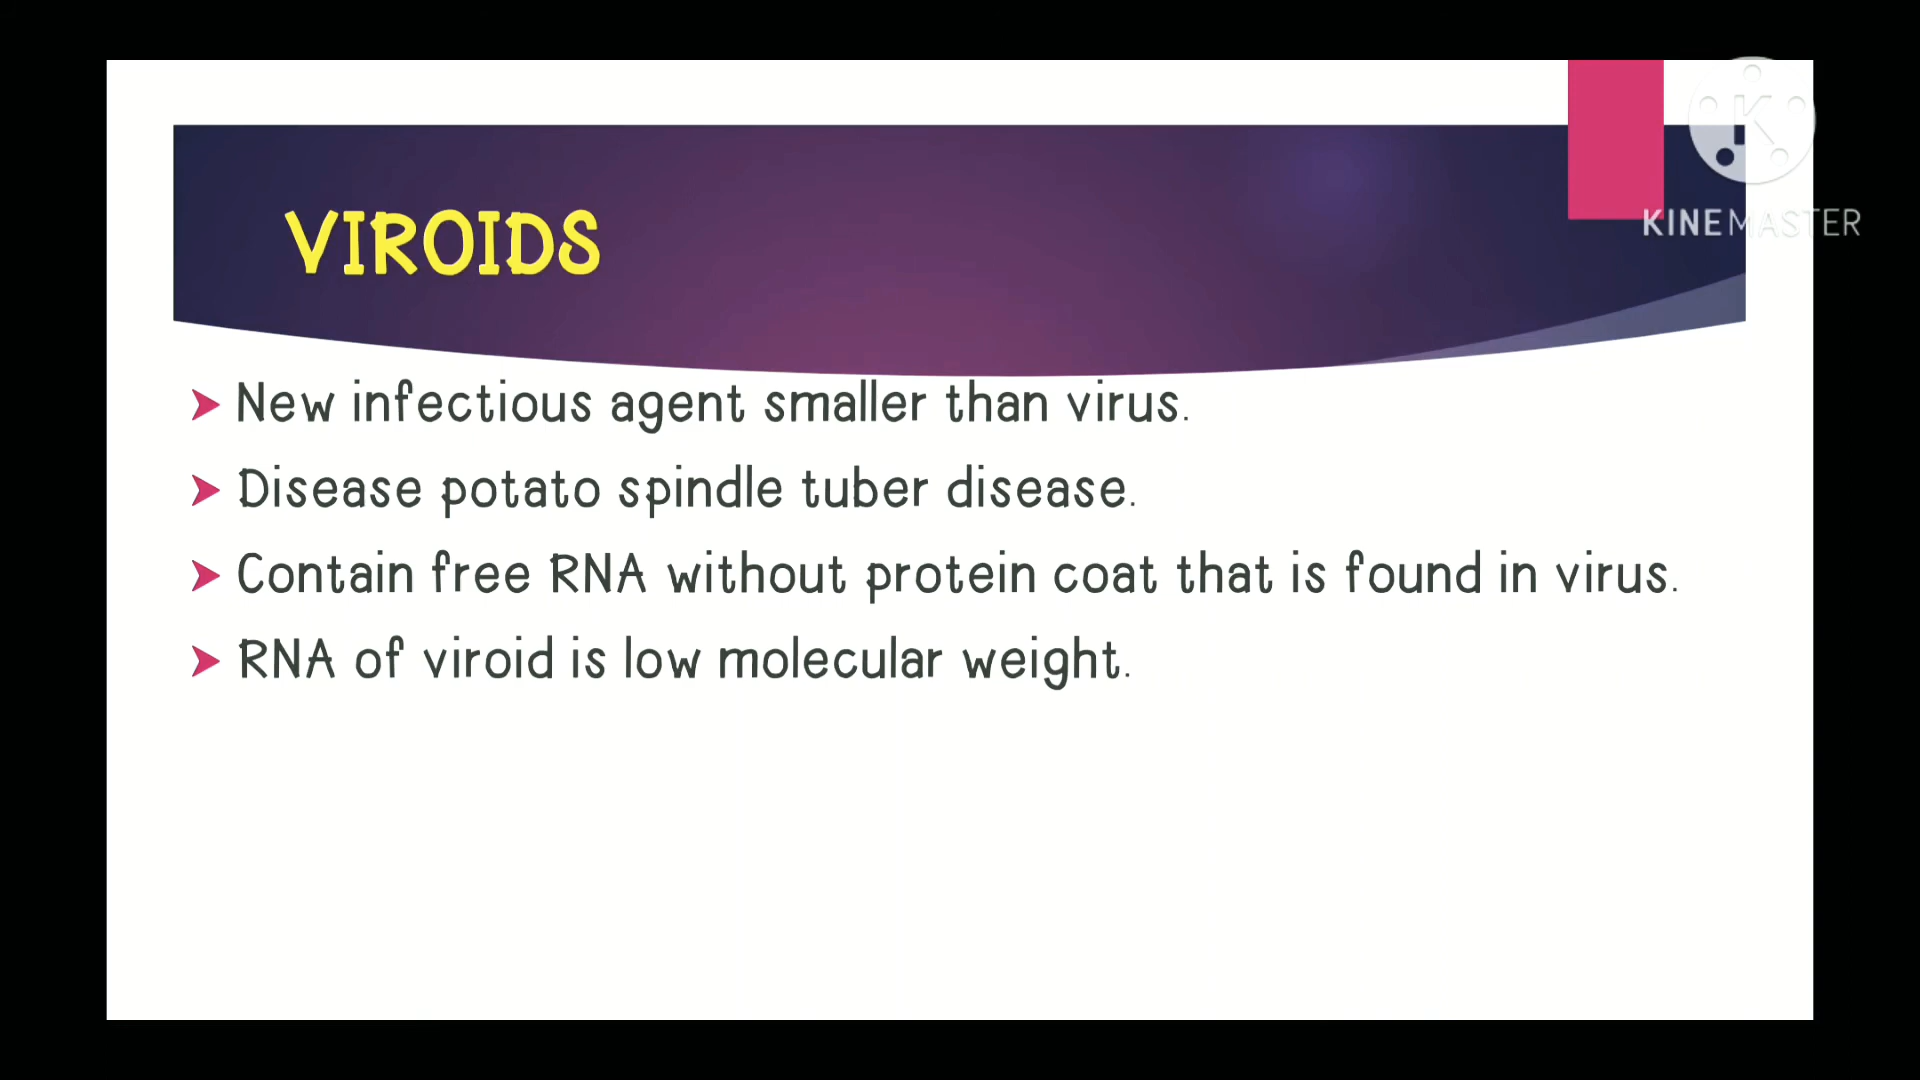 VIROIDS
KINEMASTER
New infectious agent smaller than virus.
Disease potato spindle tuber disease.
Contain free RNA without protein coat that is found in virus.
RNA of viroid is low molecular weight.